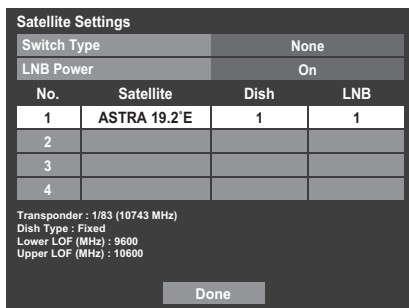 Satellite Settings
Switch Type None
LNB Power On
No. Satellite Dish LNB
1 ASTRA 19.2˚E 1 1
2
3
4
Transponder : 1/83 (10743 MHz)
Dish Type : Fixed
Lower LOF (MHz) : 9600
Upper LOF (MHz) : 10600
Done